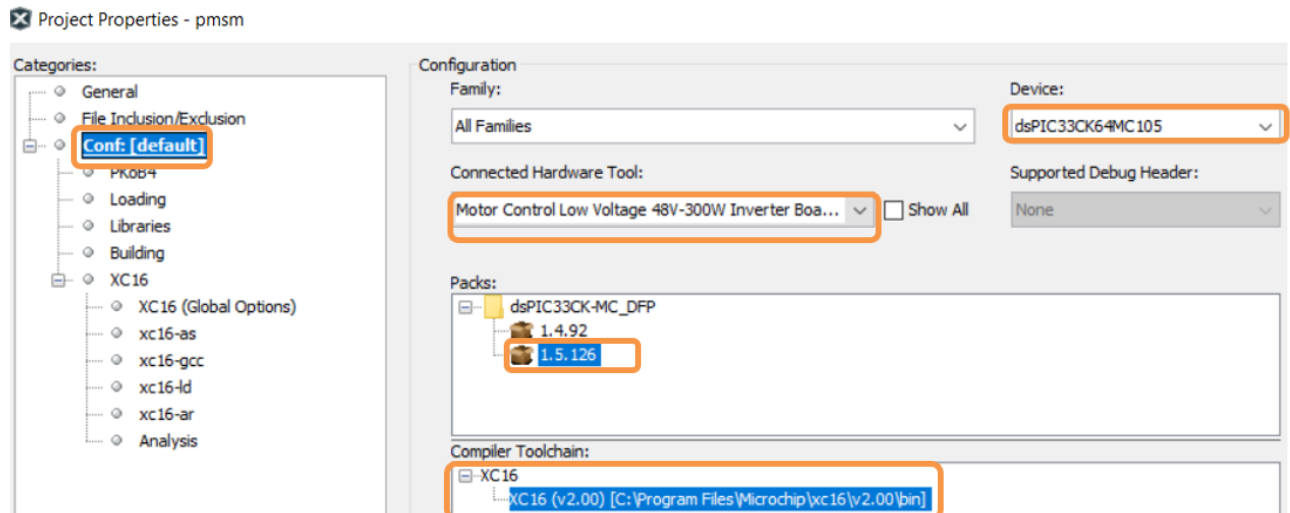 Project Properties - pmsm
Categories:
General
File Inclusion/Exclusion
Conf: [default]
PKoB4
Loading
Libraries
Building
XC16
XC16 (Global Options)
xc16-as
xc16-gcc
xc16-ld
xc16-ar
Analysis
Configuration
Family:
Device:
All Families
dsPIC33CK64MC105
Connected Hardware Tool:
Supported Debug Header:
Motor Control Low Voltage 48V-300W Inverter Boa...
Show All
None
Packs:
dsPIC33CK-MC_DFP
1.4.92
1.5.126
Compiler Toolchain:
XC16
XC16 (v2.00) [C:\Program Files\Microchip\xc16\v2.00\bin]